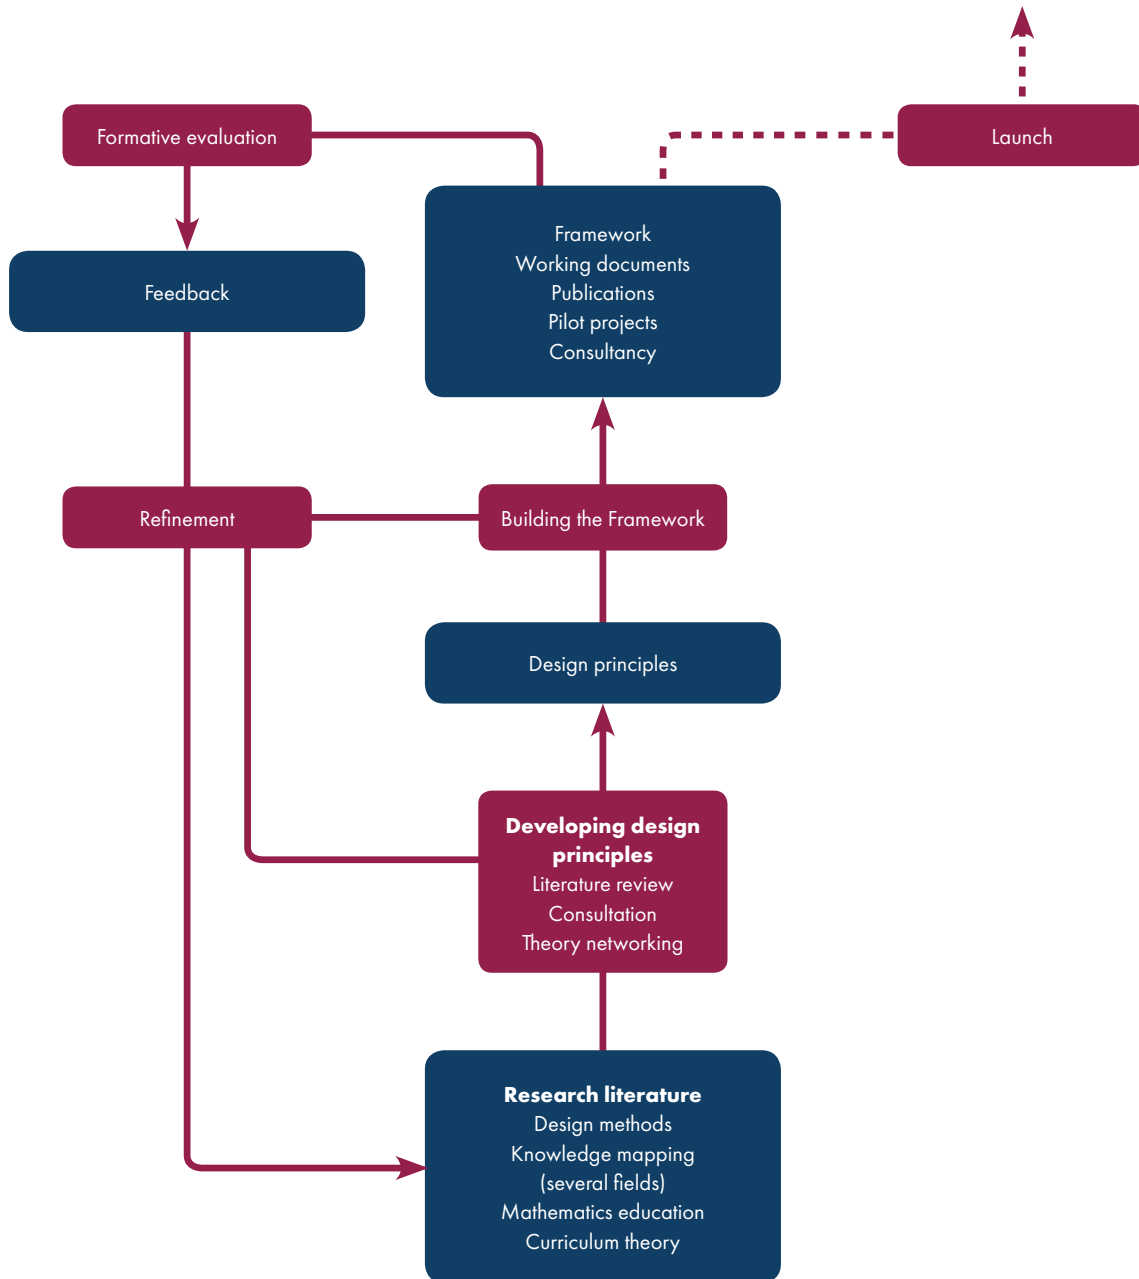 Formative evaluation
Launch
Framework
Working documents
Publications
Pilot projects
Consultancy
Feedback
Refinement
Building the Framework
Design principles
Developing design
principles
Literature review
Consultation
Theory networking
Research literature
Design methods
Knowledge mapping
(several fields)
Mathematics education
Curriculum theory